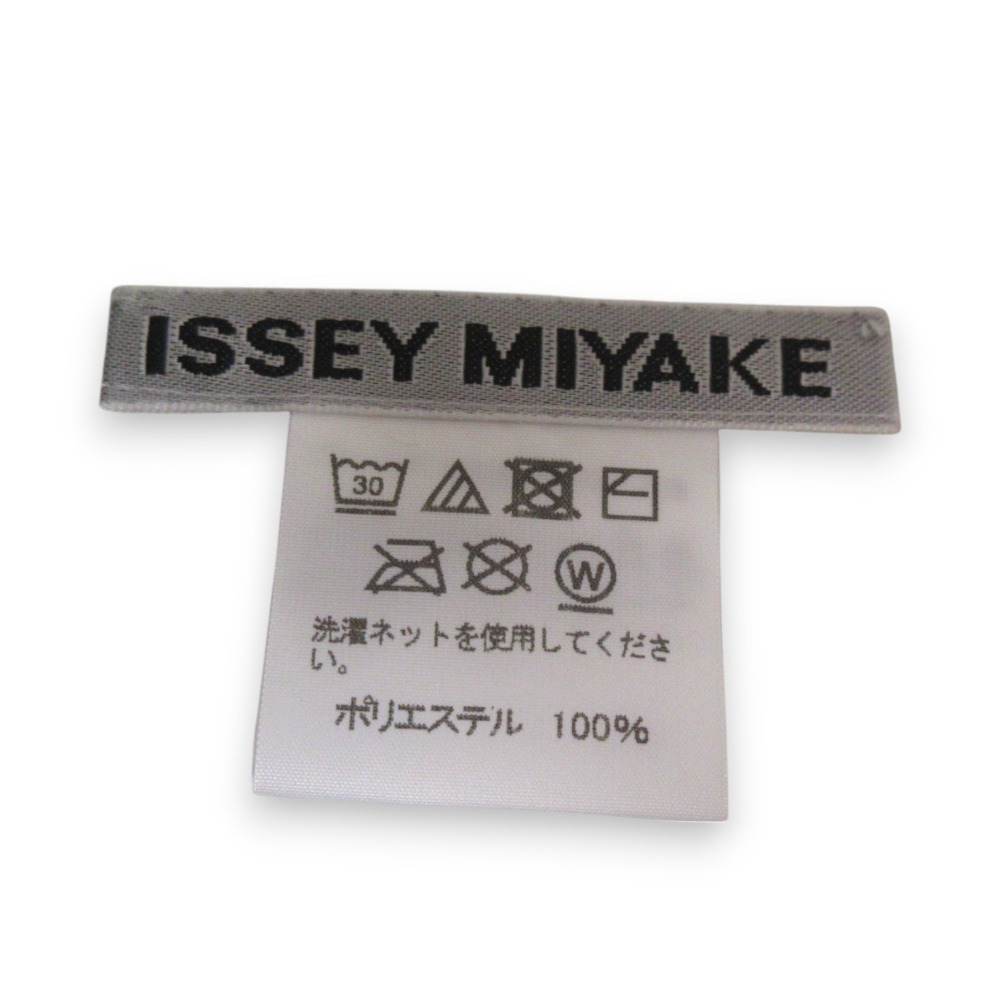 ISSEY MIYAKE
30
W
洗濯ネットを使用してくださ
い。
ポリエステル 100%